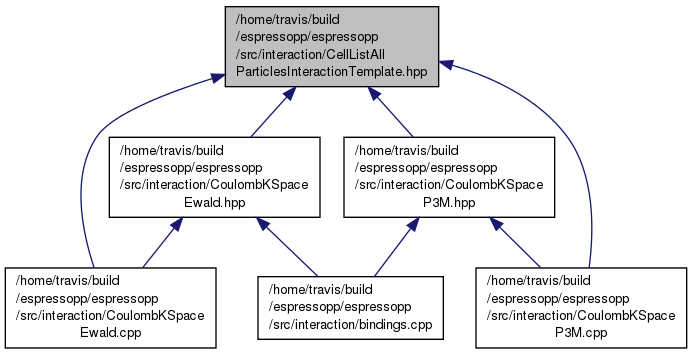 /home/travis/build
/espressopp/espressopp
/src/interaction/CellListAll
ParticlesInteractionTemplate.hpp
/home/travis/build
/espressopp/espressopp
/src/interaction/CoulombKSpace
Ewald.hpp
/home/travis/build
/espressopp/espressopp
/src/interaction/CoulombKSpace
P3M.hpp
/home/travis/build
/espressopp/espressopp
/src/interaction/CoulombKSpace
Ewald.cpp
/home/travis/build
/espressopp/espressopp
/src/interaction/bindings.cpp
/home/travis/build
/espressopp/espressopp
/src/interaction/CoulombKSpace
P3M.cpp